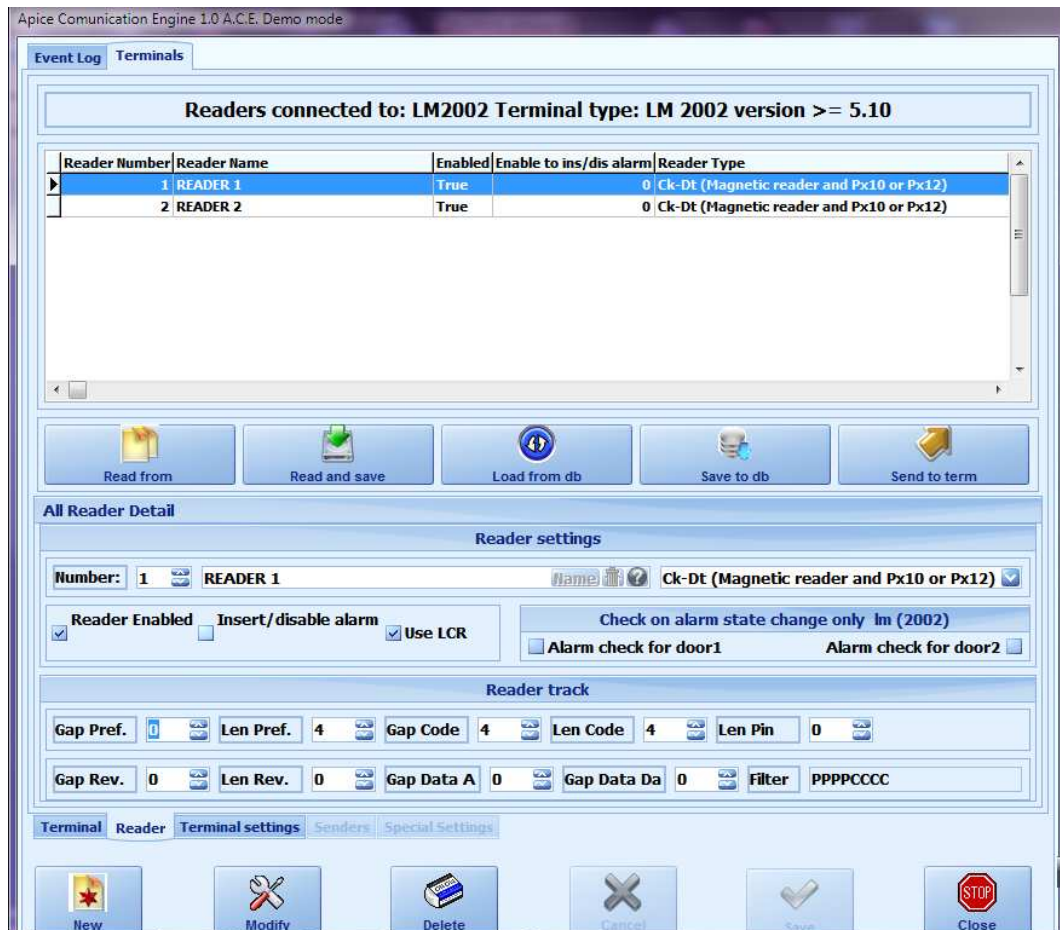 Apice Comunication Engine 1.0 A.C.E. Demo mode
Event Log Terminals
Readers connected to: LM2002 Terminal type: LM 2002 version >= 5.10
Reader Number Reader Name Enabled Enable to ins/dis alarm Reader Type
1 READER 1 True 0 Ck-Dt (Magnetic reader and Px10 or Px12)
2 READER 2 True 0 Ck-Dt (Magnetic reader and Px10 or Px12)
Read from Read and save Load from db Save to db Send to term
All Reader Detail
Reader settings
Number: 1 READER 1 Name Ck-Dt (Magnetic reader and Px10 or Px12)
Reader Enabled Insert/disable alarm Use LCR
Check on alarm state change only lm (2002)
Alarm check for door1 Alarm check for door2
Reader track
Gap Pref. 0 Len Pref. 4 Gap Code 4 Len Code 4 Len Pin 0
Gap Rev. 0 Len Rev. 0 Gap Data A 0 Gap Data Da 0 Filter PPPPCCCC
Terminal Reader Terminal settings Senders Special Settings
STOP
New Modify Delete Cancel Save Close